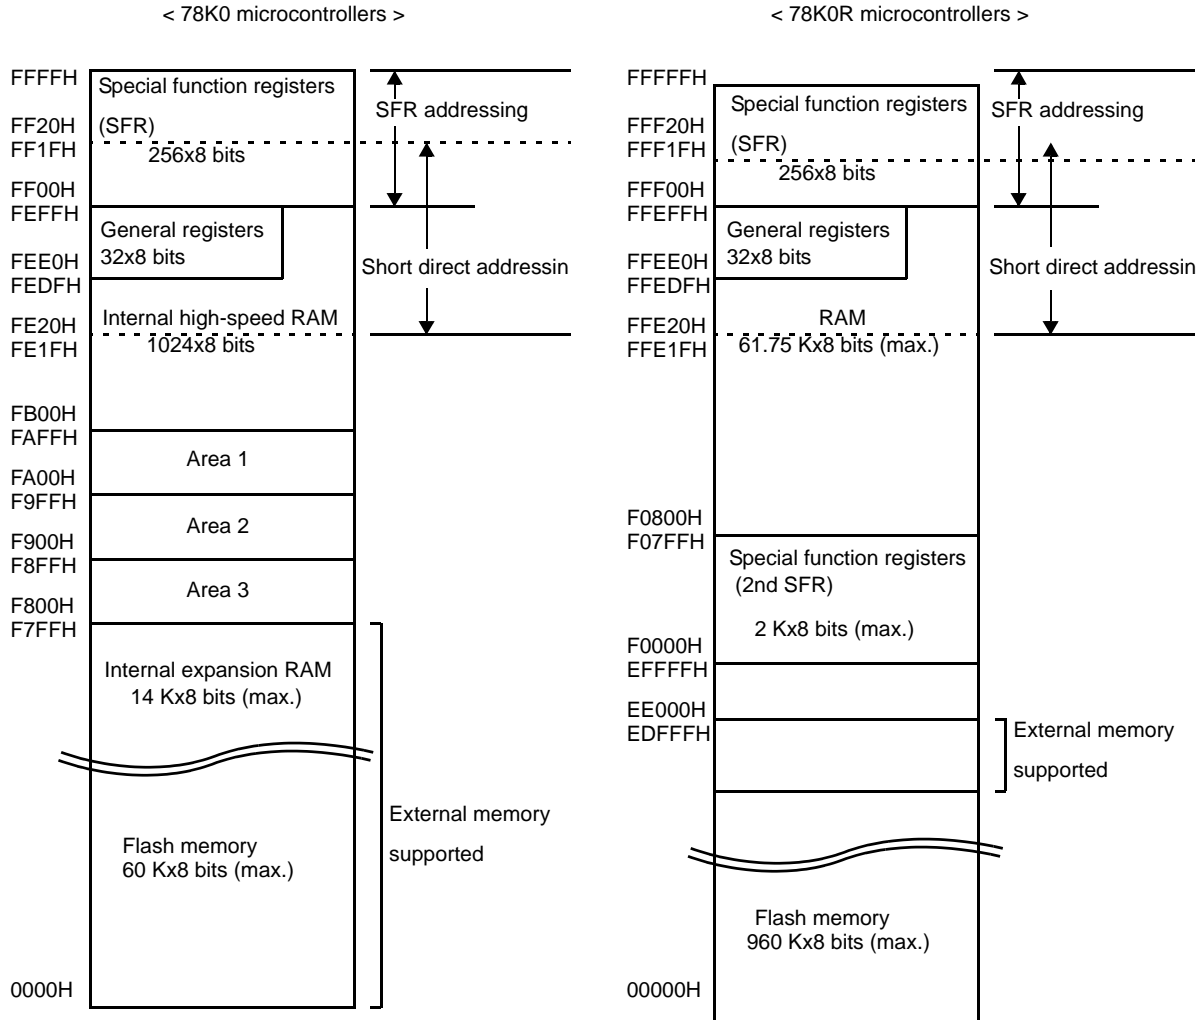 < 78K0 microcontrollers >
FFFFH
Special function registers
SFR addressing
FF20H
(SFR)
FF1FH
256x8 bits
FF00H
FEFFH
General registers
32x8 bits
FEE0H
FEDFH
Short direct addressin
FE20H
Internal high-speed RAM
FE1FH
1024x8 bits
FB00H
FAFFH
Area 1
FA00H
F9FFH
Area 2
F900H
F8FFH
Area 3
F800H
F7FFH
Internal expansion RAM
14 Kx8 bits (max.)
External memory
supported
Flash memory
60 Kx8 bits (max.)
0000H
< 78K0R microcontrollers >
FFFFFH
Special function registers
SFR addressing
FFF20H
(SFR)
FFF1FH
256x8 bits
FFF00H
FFEFFH
General registers
32x8 bits
FFEE0H
FFEDFH
Short direct addressin
FFE20H
RAM
FFE1FH
61.75 Kx8 bits (max.)
F0800H
F07FFH
Special function registers
(2nd SFR)
2 Kx8 bits (max.)
F0000H
EFFFFH
EE000H
EDFFFH
External memory
supported
Flash memory
960 Kx8 bits (max.)
00000H